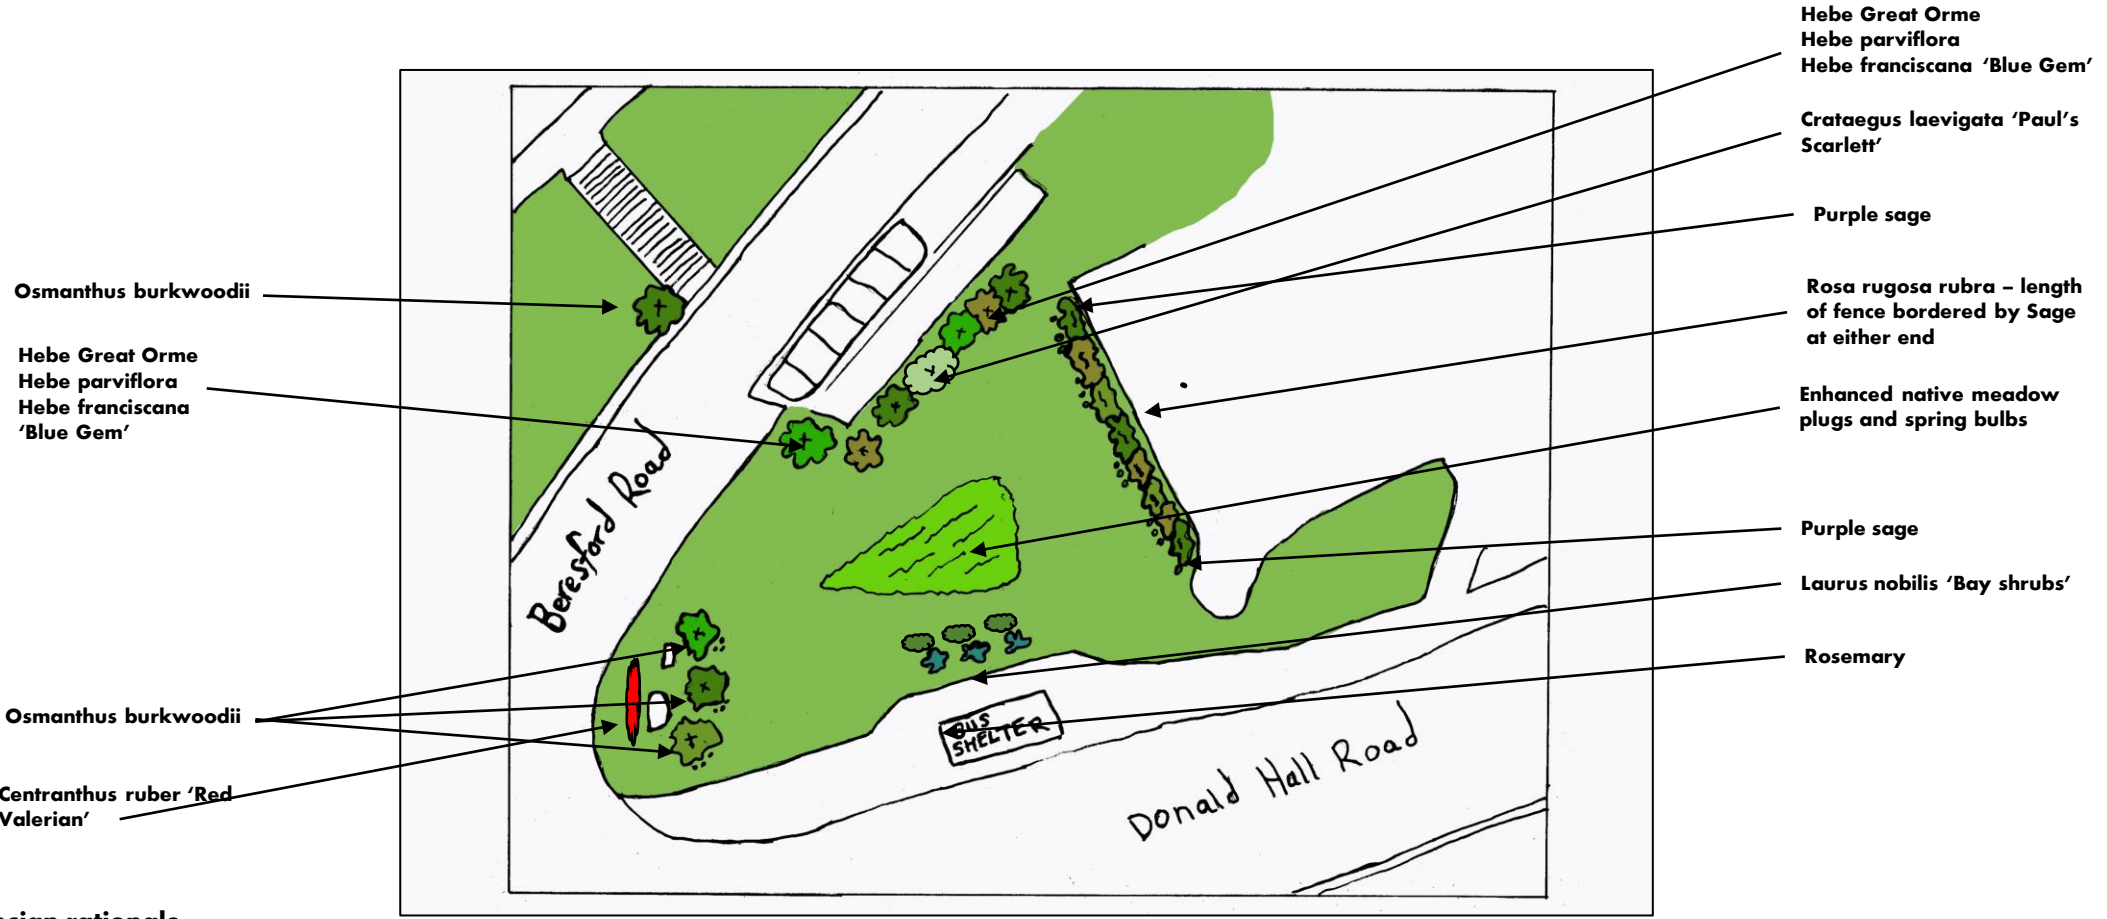 Hebe Great Orme
Hebe parviflora
Hebe franciscana ‘Blue Gem’
Crataegus laevigata ‘Paul’s
Scarlett’
Purple sage
Rosa rugosa rubra – length
of fence bordered by Sage
at either end
Enhanced native meadow
plugs and spring bulbs
Purple sage
Laurus nobilis ‘Bay shrubs’
Rosemary
Osmanthus burkwoodii
Hebe Great Orme
Hebe parviflora
Hebe franciscana
‘Blue Gem’
Osmanthus burkwoodii
Centranthus ruber ‘Red
Valerian’
Beresford Road
BUS
SHELTER
Donald Hall Road
rationale